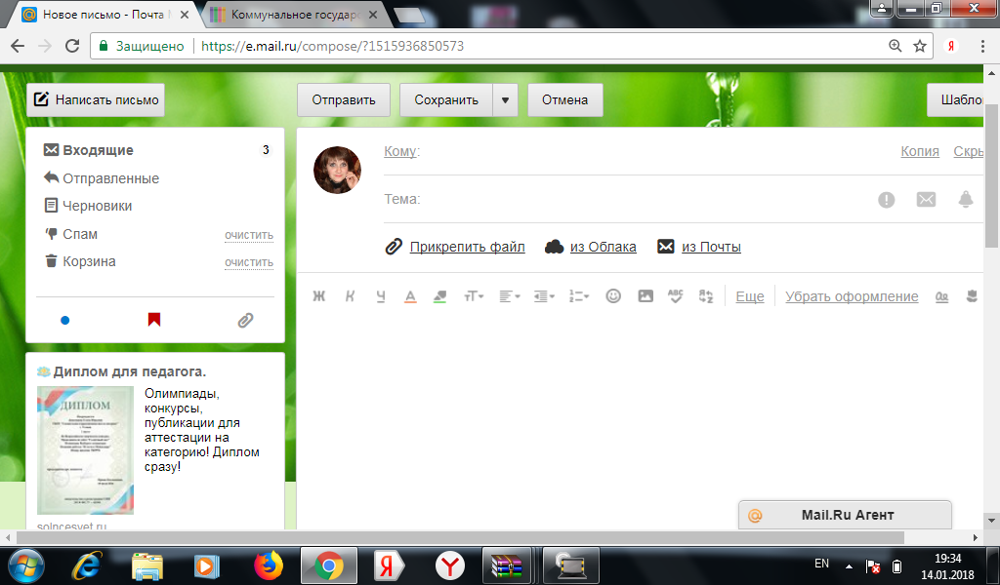 Новое письмо - Почта
Коммунальное государ
Защищено
https://e.mail.ru/compose/?1515936850573
Написать письмо
Отправить
Сохранить
Отмена
Шабло
Входящие 3
Отправленные
Черновики
Спам очистить
Корзина очистить
Кому:
Копия
Скры
Тема:
Прикрепить файл
из Облака
из Почты
Ж К Ч А тТ ABC Еще Убрать оформление
Диплом для педагога.
ДИПЛОМ
Олимпиады,
конкурсы,
публикации для
аттестации на
категорию! Диплом
сразу!
solncesvet.ru
Mail.Ru Агент
EN
19:34
14.01.2018